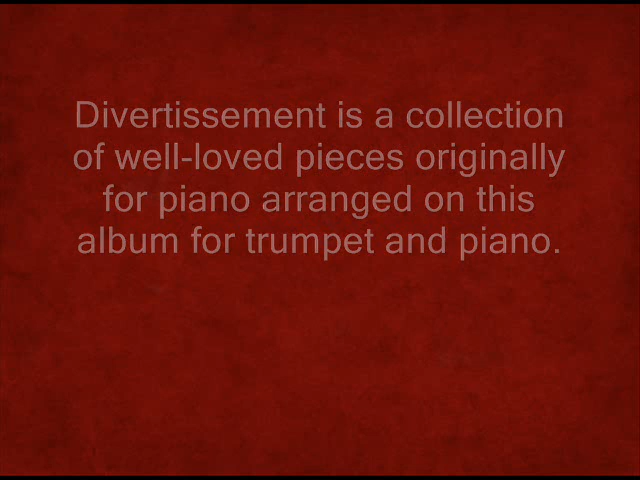 Divertissement is a collection
of well-loved pieces originally
for piano arranged on this
album for trumpet and piano.